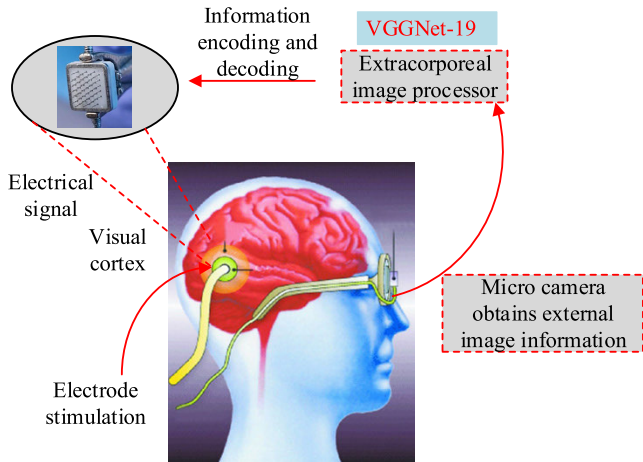 Information
encoding and
decoding
VGGNet-19
Extracorporeal
image processor
Electrical
signal
Visual
cortex
Micro camera
obtains external
image information
Electrode
stimulation